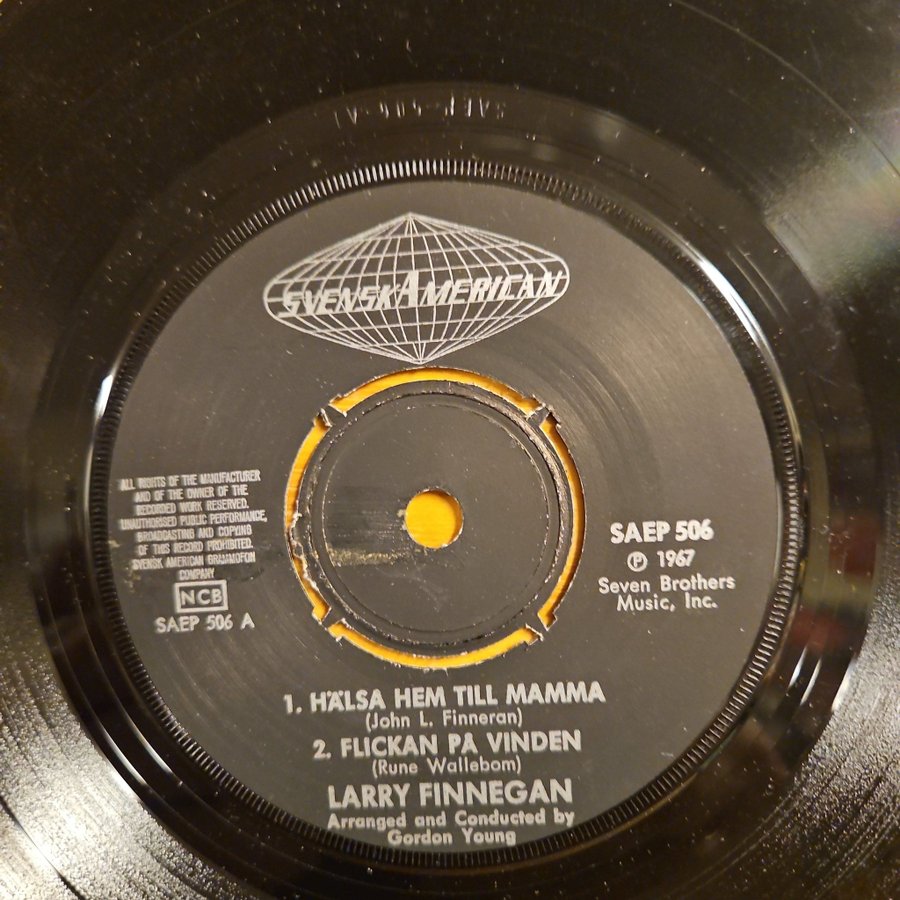 SAEP-506-A1
SVENSKAMERICAN
ALL RIGHTS OF THE MANUFACTURER
AND OF THE OWNER OF THE
RECORDED WORK RESERVED.
UNAUTHORISED PUBLIC PERFORMANCE,
BROADCASTING AND COPYING
OF THIS RECORD PROHIBITED.
SVENSK AMERICAN GRAMMOFON
COMPANY
NCB
SAEP 506 A
SAEP 506
Ⓟ 1967
Seven Brothers
Music, Inc.
1. HÄLSA HEM TILL MAMMA
(John L. Finneran)
2. FLICKAN PÅ VINDEN
(Rune Wallebom)
LARRY FINNEGAN
Arranged and Conducted by
Gordon Young